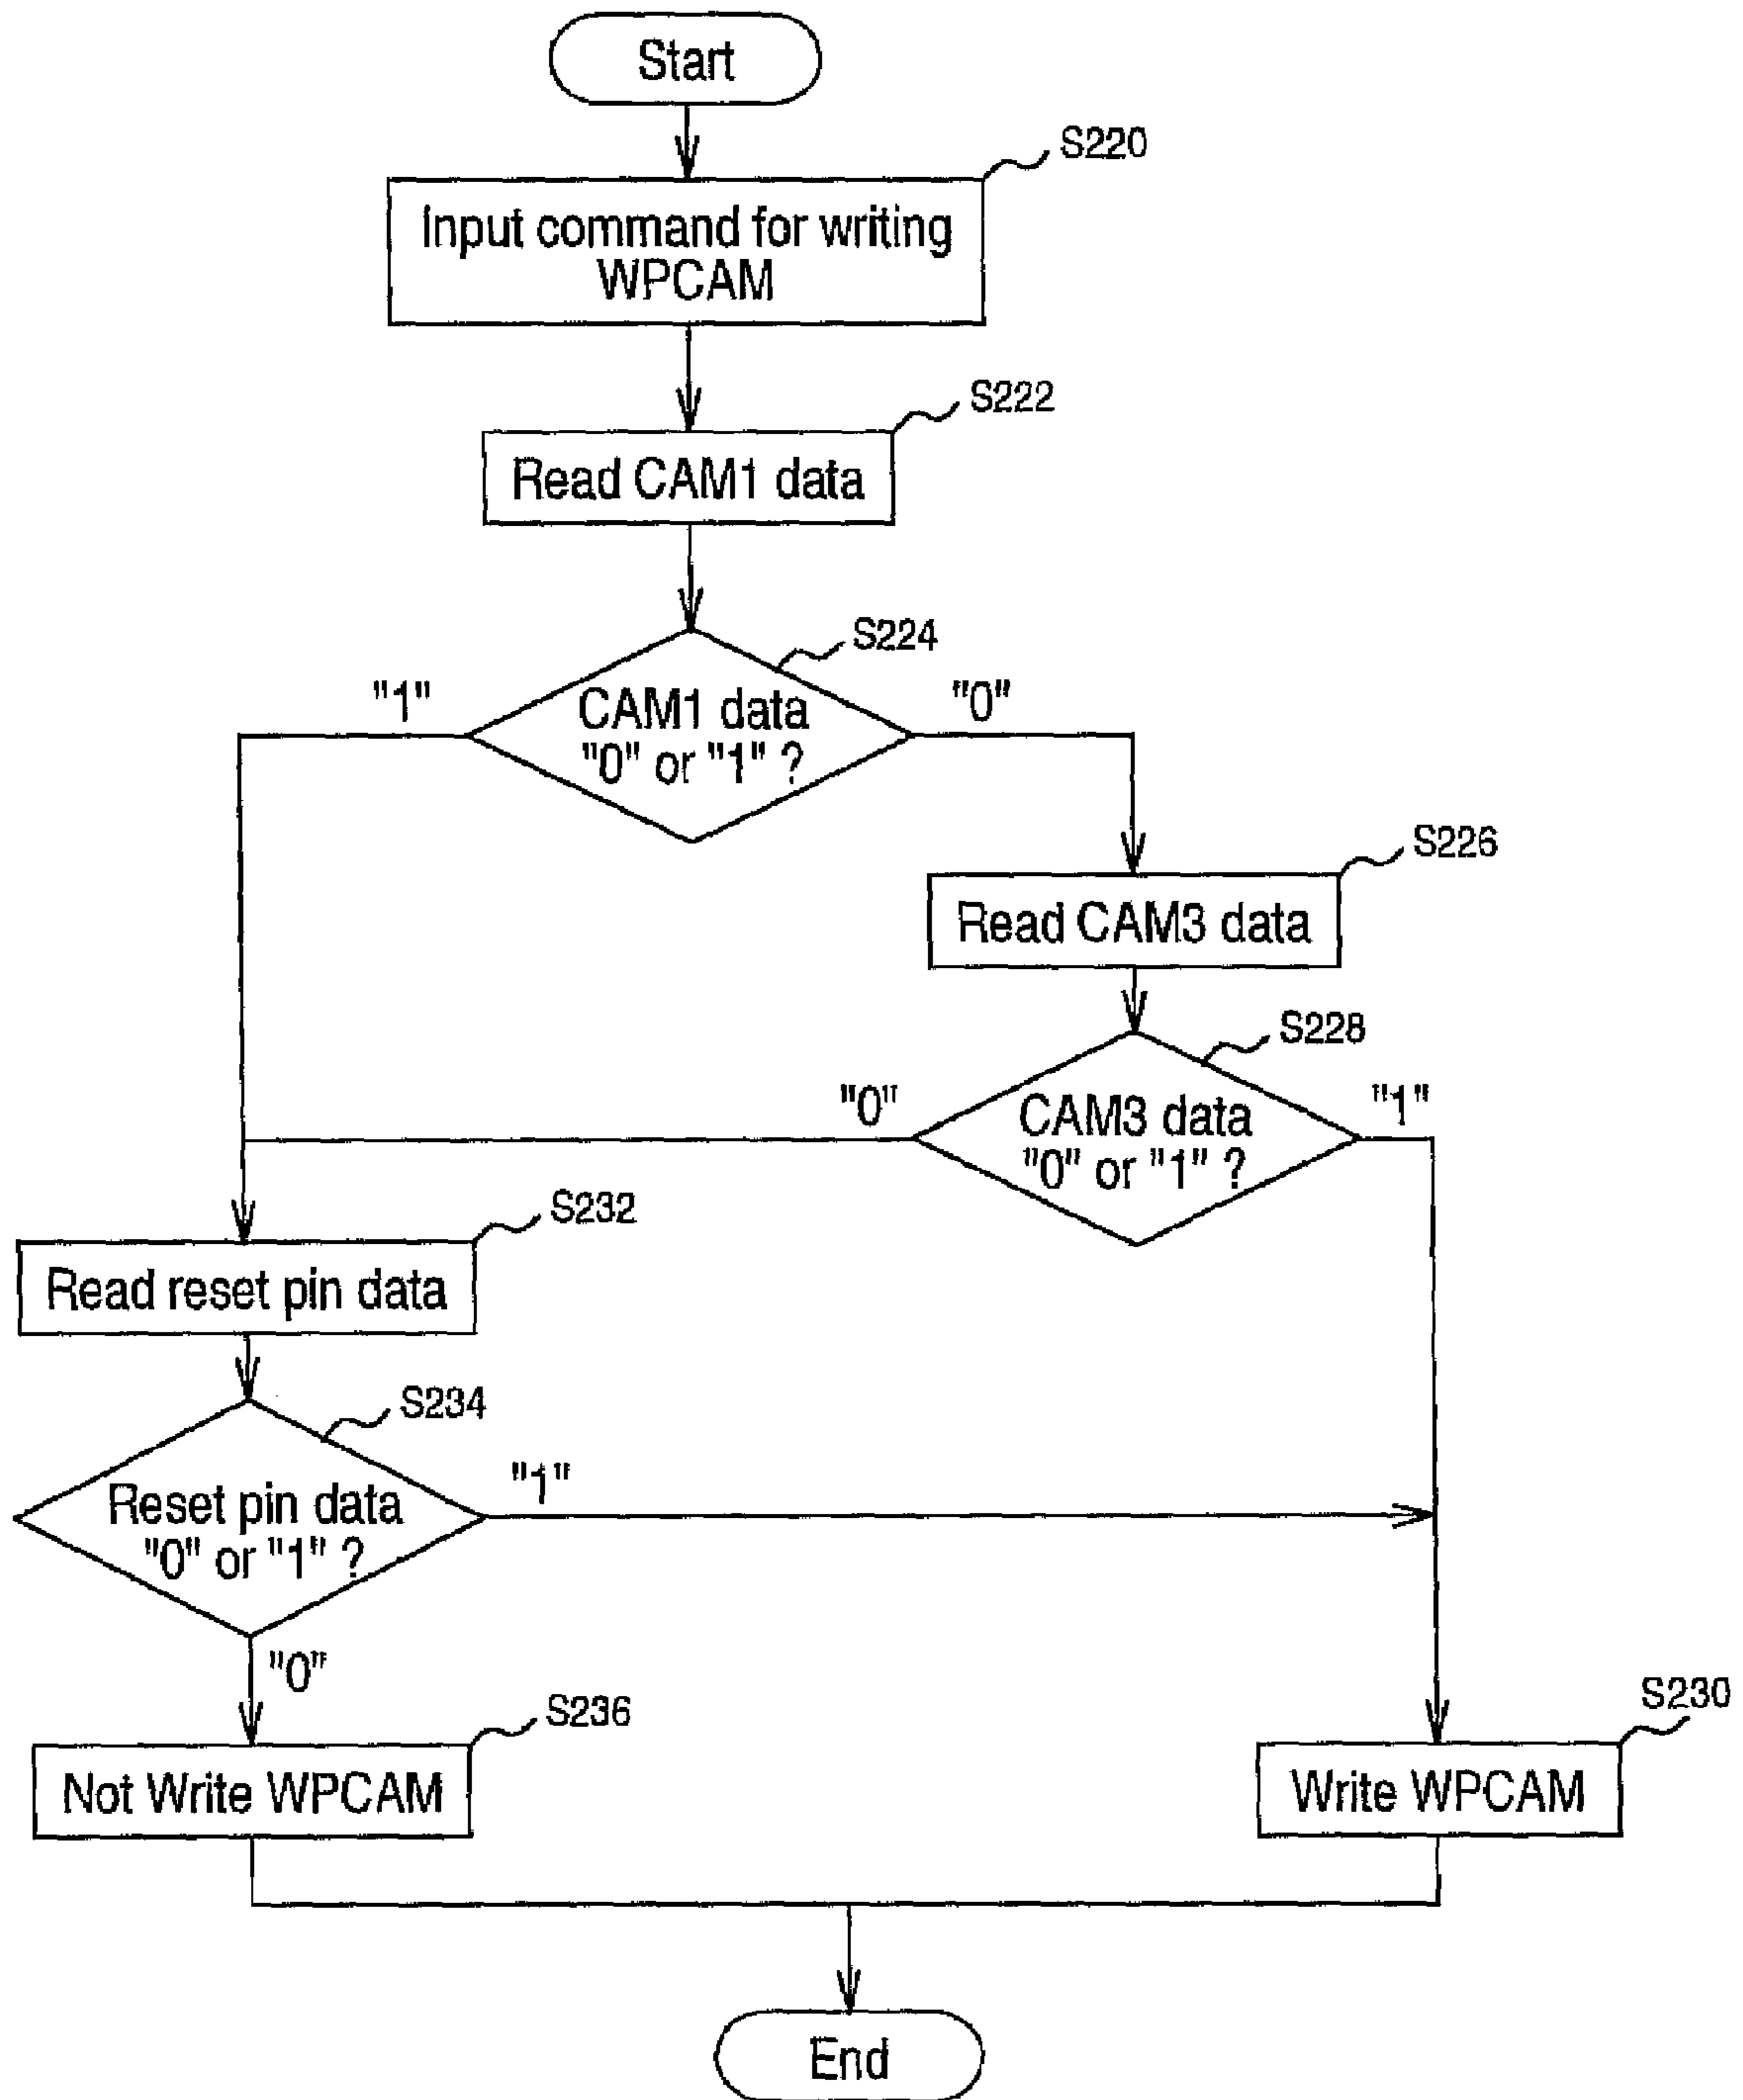 Start
S220
Input command for writing
WPCAM
S222
Read CAM1 data
S224
"1"
CAM1 data
"0" or "1" ?
"0"
S226
Read CAM3 data
S228
"0"
CAM3 data
"0" or "1" ?
"1"
S232
Read reset pin data
S234
Reset pin data
"0" or "1" ?
"1"
"0"
S236
Not Write WPCAM
S230
Write WPCAM
End